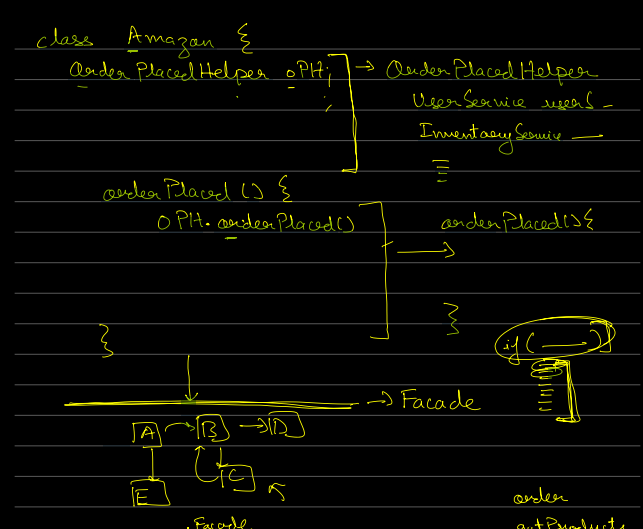 class Amazon {
OrderPlacedHelper OPH; → OrderPlacedHelper
; UserService userS -
InventoryService —
orderPlaced () {
OPH.orderPlaced() orderPlaced() {
}
} if ( — )
→ Facade
A B → D
E C
order
.Facade getProducts